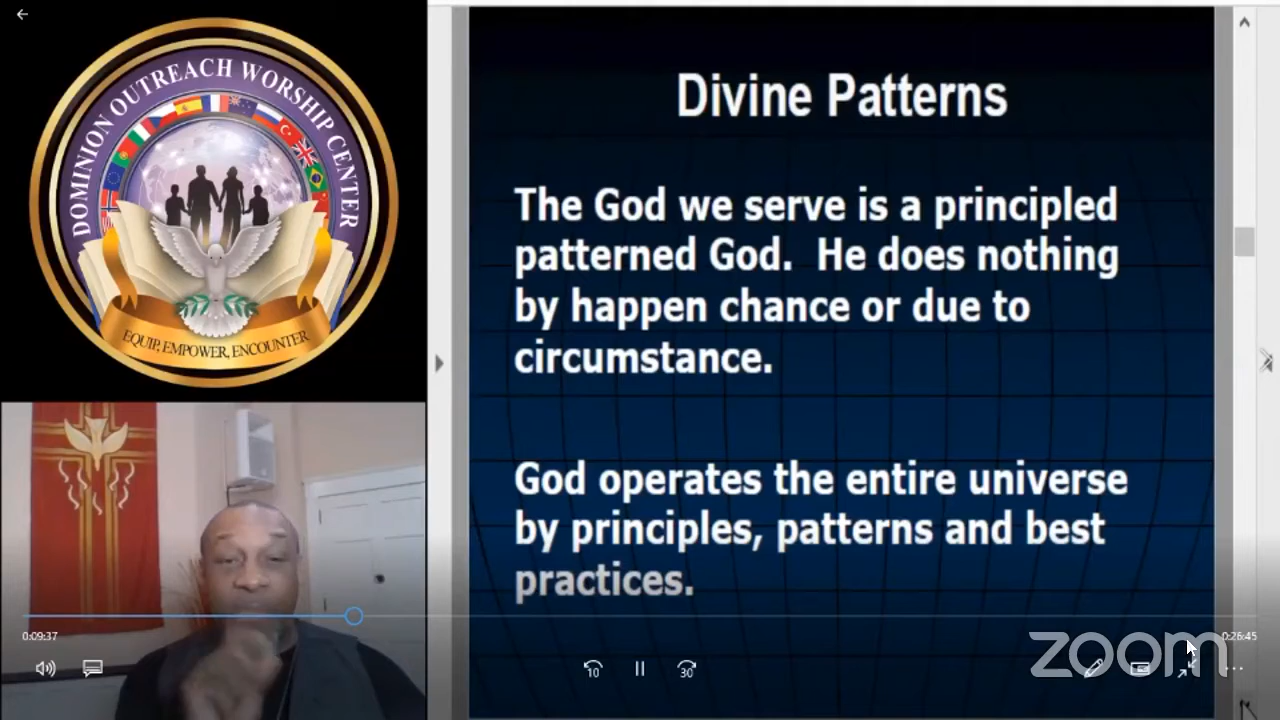 DOMINION OUTREACH WORSHIP CENTER
EQUIP, EMPOWER, ENCOUNTER
Divine Patterns
The God we serve is a principled
patterned God. He does nothing
by happen chance or due to
circumstance.
God operates the entire universe
by principles, patterns and best
practices.
0:09:37
0:26:45
10
30
zoom